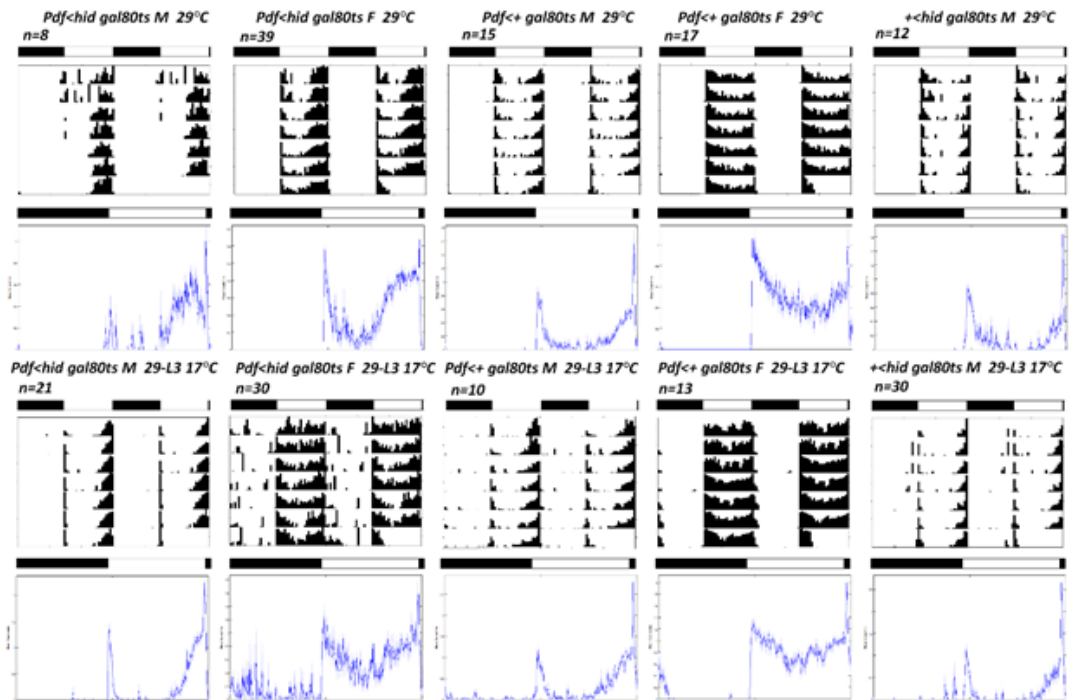 Pdf<hid gal80ts M 29°C
n=8
Pdf<hid gal80ts F 29°C
n=39
Pdf<+ gal80ts M 29°C
n=15
Pdf<+ gal80ts F 29°C
n=17
+<hid gal80ts M 29°C
n=12
Pdf<hid gal80ts M 29-L3 17°C
n=21
Pdf<hid gal80ts F 29-L3 17°C
n=30
Pdf<+ gal80ts M 29-L3 17°C
n=10
Pdf<+ gal80ts F 29-L3 17°C
n=13
+<hid gal80ts M 29-L3 17°C
n=30